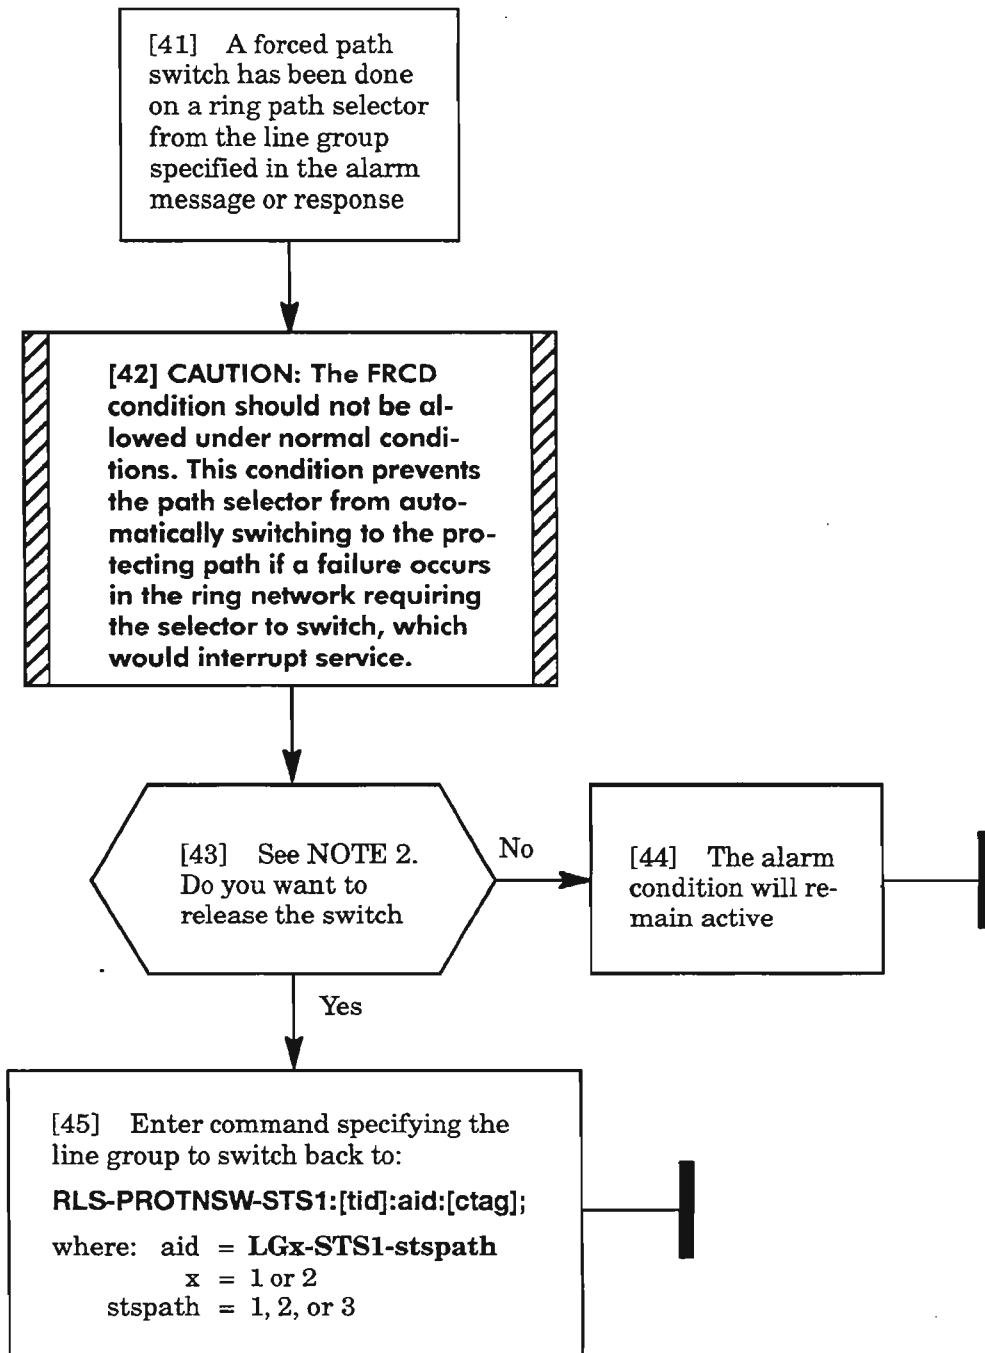 [41] A forced path
switch has been done
on a ring path selector
from the line group
specified in the alarm
message or response
[42] CAUTION: The FRCD
condition should not be al-
lowed under normal condi-
tions. This condition prevents
the path selector from auto-
matically switching to the pro-
tecting path if a failure occurs
in the ring network requiring
the selector to switch, which
would interrupt service.
[43] See NOTE 2.
Do you want to
release the switch
No
[44] The alarm
condition will re-
main active
Yes
[45] Enter command specifying the
line group to switch back to:
RLS-PROTNSW-STS1:[tid]:aid:[ctag];
where: aid = LGx-STS1-stspath
x = 1 or 2
stspath = 1, 2, or 3